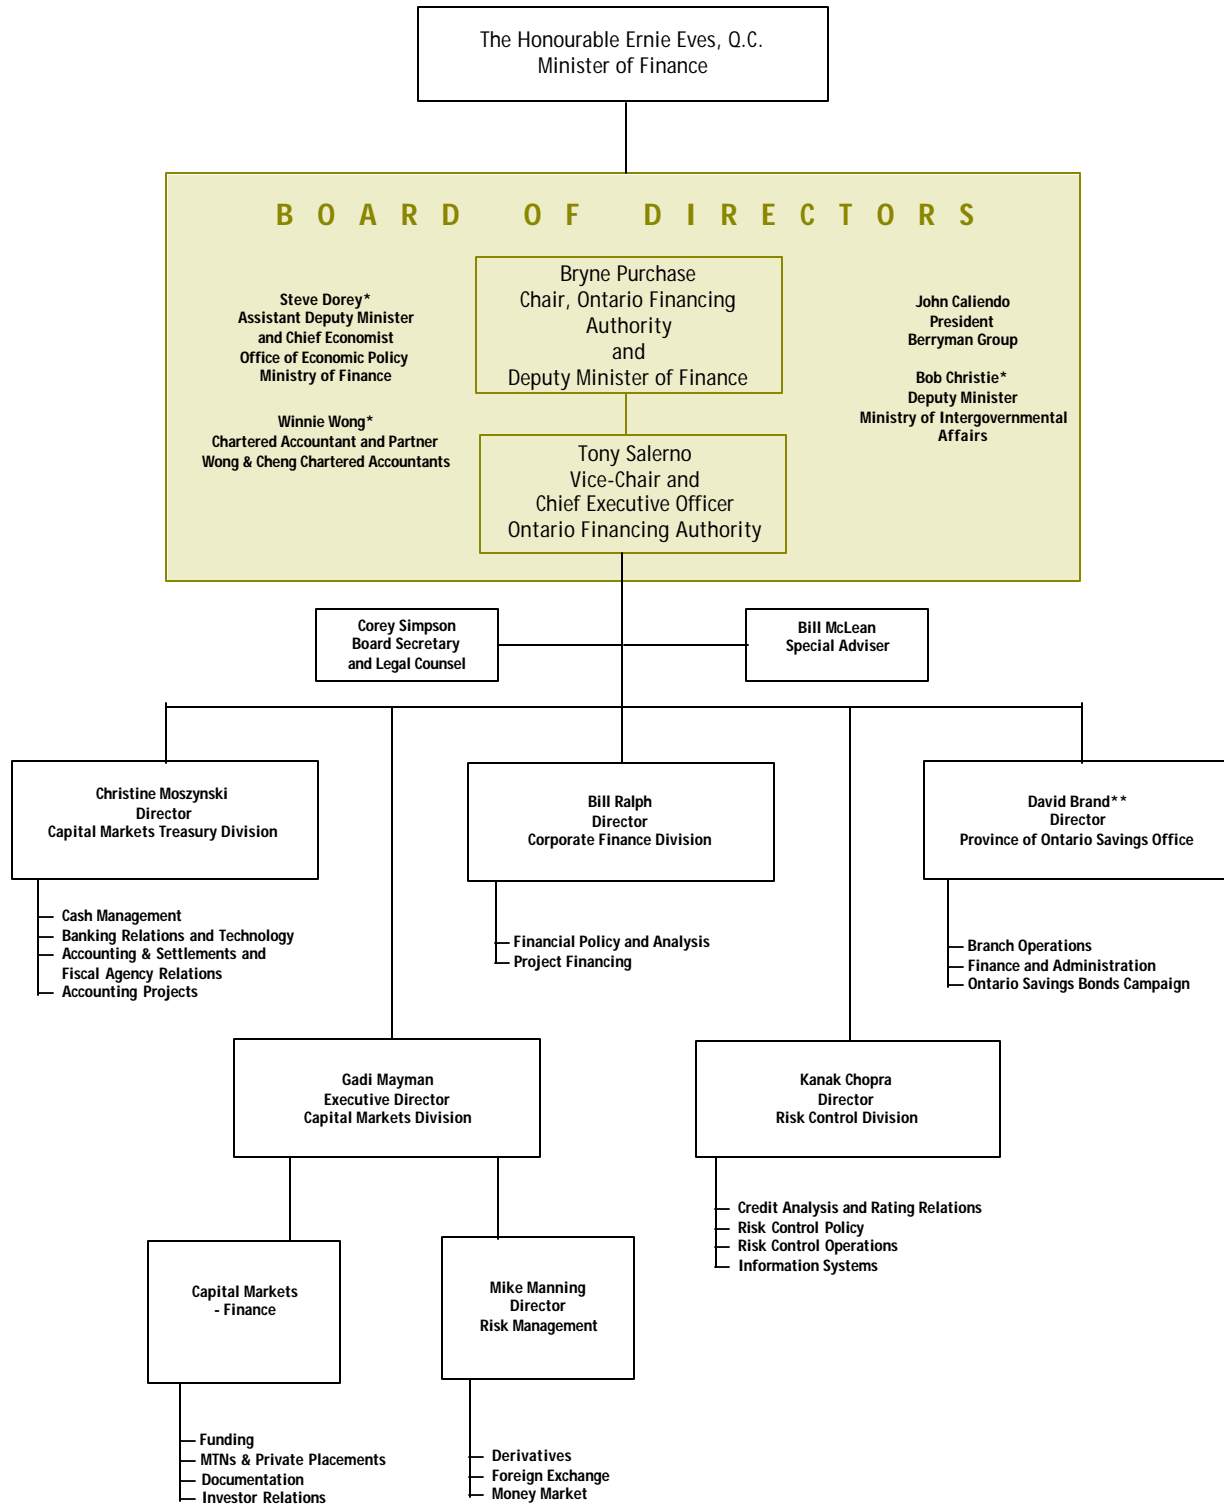 The Honourable Ernie Eves, Q.C.
Minister of Finance
BOARD OF DIRECTORS
Steve Dorey*
Assistant Deputy Minister
and Chief Economist
Office of Economic Policy
Ministry of Finance
Winnie Wong*
Chartered Accountant and Partner
Wong & Cheng Chartered Accountants
Bryne Purchase
Chair, Ontario Financing
Authority
and
Deputy Minister of Finance
Tony Salerno
Vice-Chair and
Chief Executive Officer
Ontario Financing Authority
John Caliendo
President
Berryman Group
Bob Christie*
Deputy Minister
Ministry of Intergovernmental
Affairs
Corey Simpson
Board Secretary
and Legal Counsel
Bill McLean
Special Adviser
Christine Moszynski
Director
Capital Markets Treasury Division
Cash Management
Banking Relations and Technology
Accounting & Settlements and
Fiscal Agency Relations
Accounting Projects
Bill Ralph
Director
Corporate Finance Division
Financial Policy and Analysis
Project Financing
David Brand**
Director
Province of Ontario Savings Office
Branch Operations
Finance and Administration
Ontario Savings Bonds Campaign
Gadi Mayman
Executive Director
Capital Markets Division
Kanak Chopra
Director
Risk Control Division
Credit Analysis and Rating Relations
Risk Control Policy
Risk Control Operations
Information Systems
Capital Markets
- Finance
Funding
MTNs & Private Placements
Documentation
Investor Relations
Mike Manning
Director
Risk Management
Derivatives
Foreign Exchange
Money Market